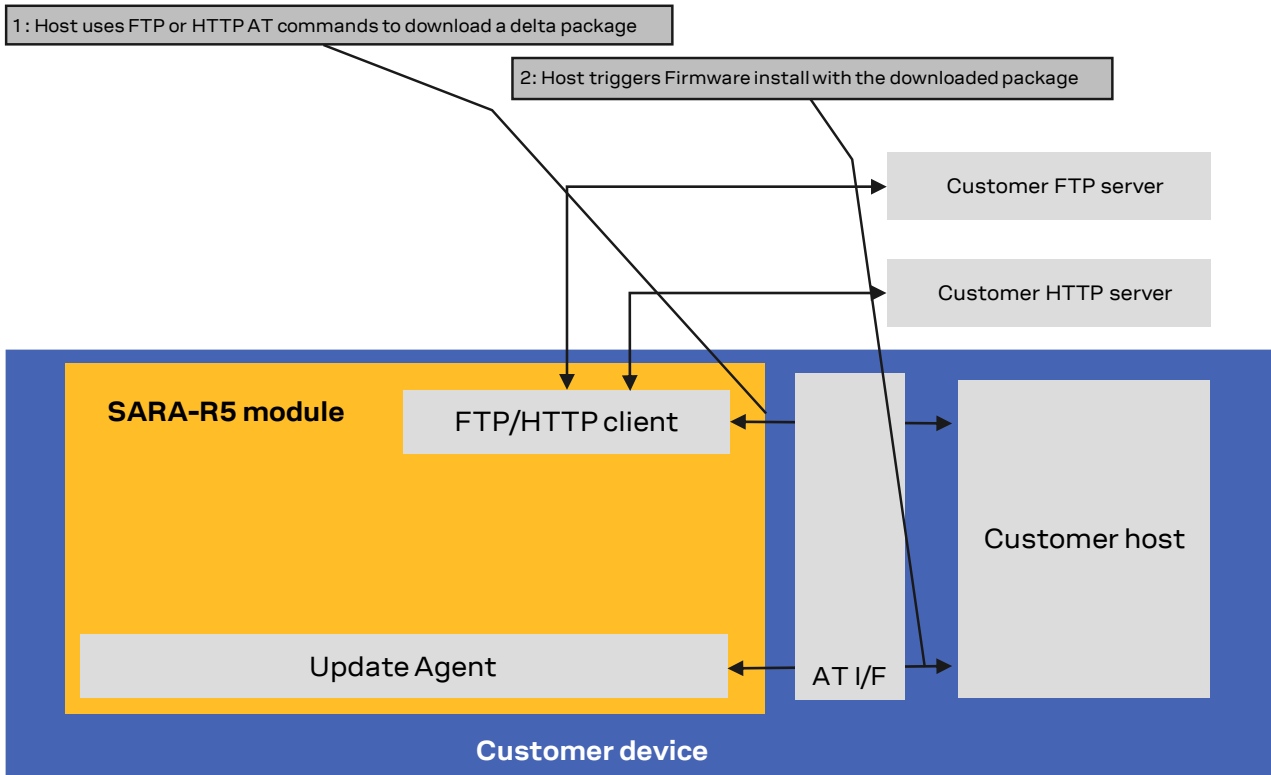 1: Host uses FTP or HTTP AT commands to download a delta package
2: Host triggers Firmware install with the downloaded package
Customer FTP server
Customer HTTP server
SARA-R5 module
FTP/HTTP client
Customer host
Update Agent
AT I/F
Customer device